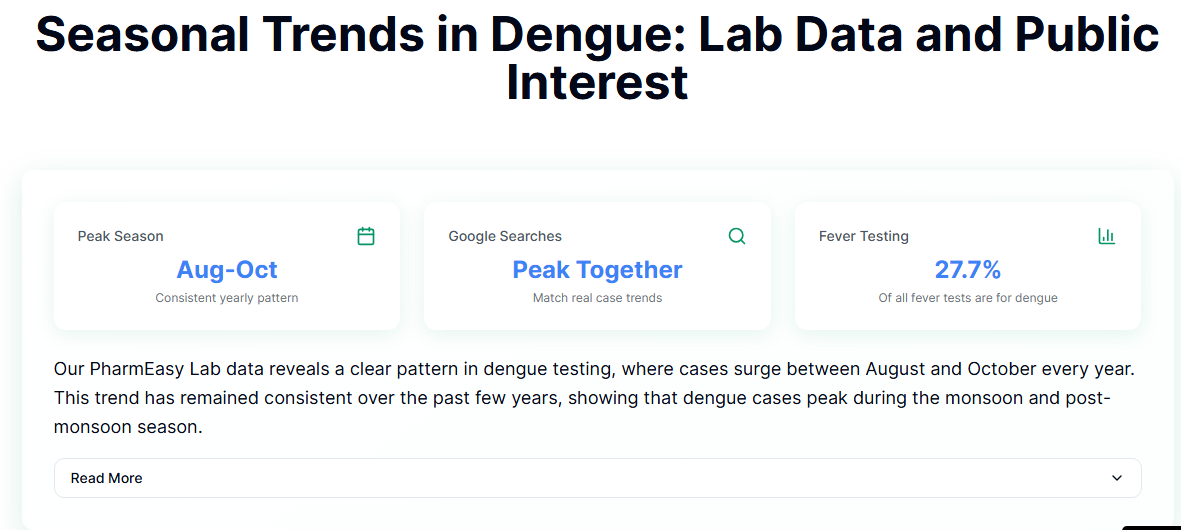 Seasonal Trends in Dengue: Lab Data and Public
Interest
Peak Season
Aug-Oct
Consistent yearly pattern
Google Searches
Peak Together
Match real case trends
Fever Testing
27.7%
Of all fever tests are for dengue
Our PharmEasy Lab data reveals a clear pattern in dengue testing, where cases surge between August and October every year.
This trend has remained consistent over the past few years, showing that dengue cases peak during the monsoon and post-
monsoon season.
Read More